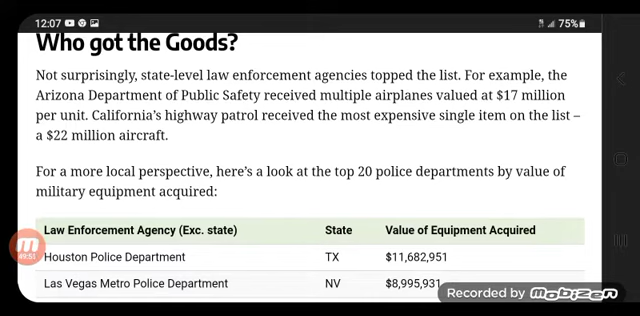 12:07 75%
Who got the Goods?
Not surprisingly, state-level law enforcement agencies topped the list. For example, the
Arizona Department of Public Safety received multiple airplanes valued at $17 million
per unit. California's highway patrol received the most expensive single item on the list –
a $22 million aircraft.
For a more local perspective, here's a look at the top 20 police departments by value of
military equipment acquired:
Law Enforcement Agency (Exc. state) State Value of Equipment Acquired
Houston Police Department TX $11,682,951
Las Vegas Metro Police Department NV $8,995,931
49:51
Recorded by Mobizen